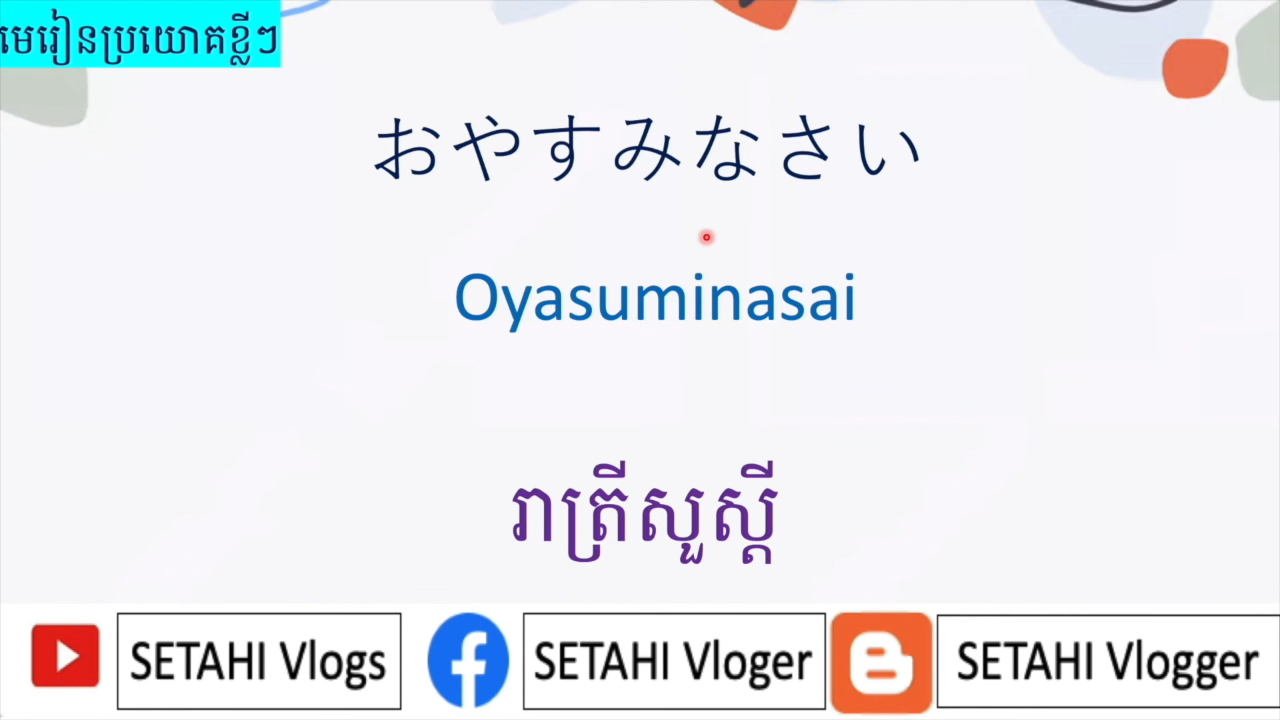 មេរៀនប្រយោគខ្លីៗ
おやすみなさい
Oyasuminasai
រាត្រីសួស្តី
SETAHI Vlogs
SETAHI Vloger
SETAHI Vlogger